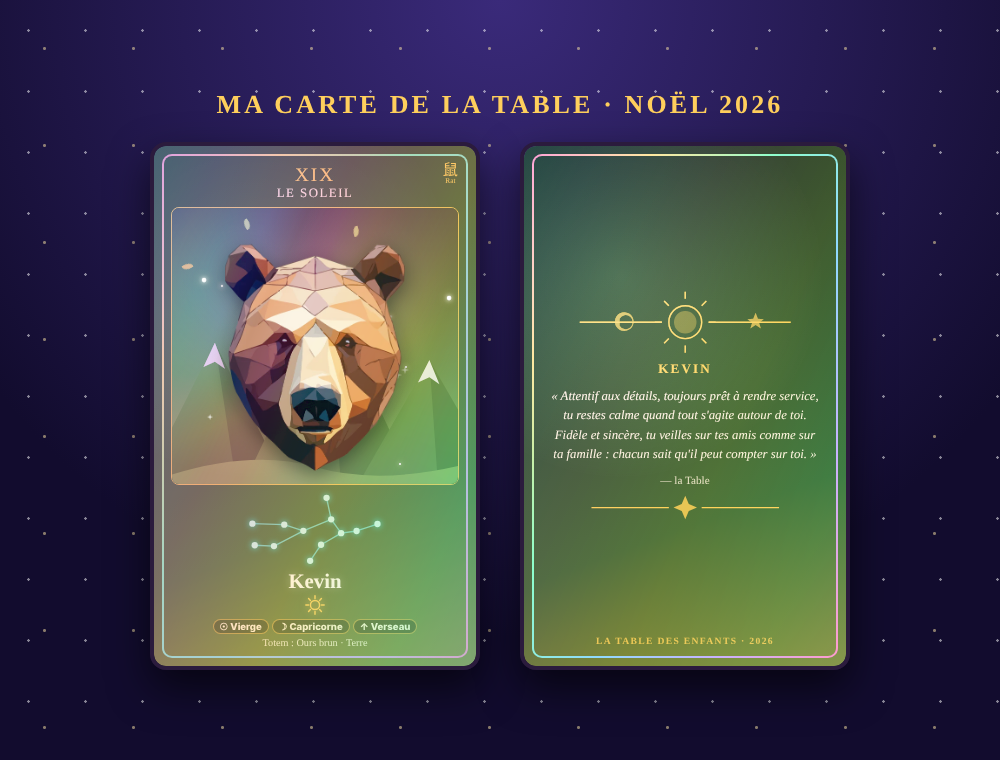 MA CARTE DE LA TABLE · NOËL 2026
XIX
LE SOLEIL
鼠
Rat
Kevin
☉ Vierge
☽ Capricorne
↑ Verseau
Totem : Ours brun · Terre
KEVIN
« Attentif aux détails, toujours prêt à rendre service,
tu restes calme quand tout s'agite autour de toi.
Fidèle et sincère, tu veilles sur tes amis comme sur
ta famille : chacun sait qu'il peut compter sur toi. »
— la Table
LA TABLE DES ENFANTS · 2026